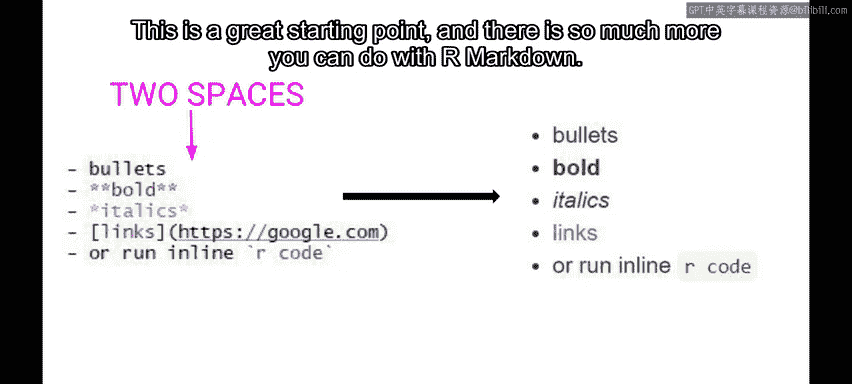 GPT中英字幕课程资源@bilibili.com
This is a great starting point, and there is so much more
you can do with R Markdown.
TWO SPACES
- bullets
- **bold**
- *italics*
- [links](https://google.com)
- or run inline `r code`
• bullets
• bold
• italics
• links
• or run inline r code